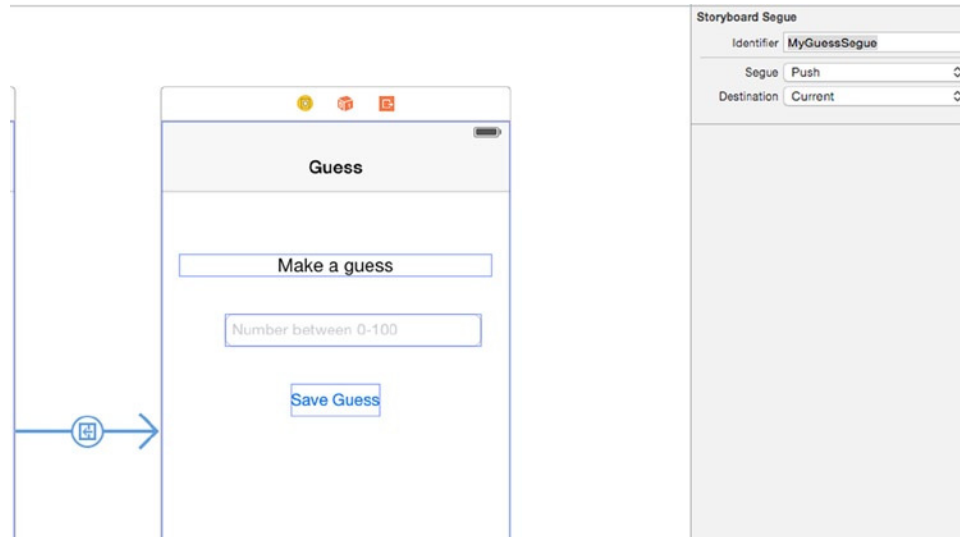 Storyboard Segue
Identifier MyGuessSegue
Segue Push
Destination Current
Guess
Make a guess
Number between 0-100
Save Guess